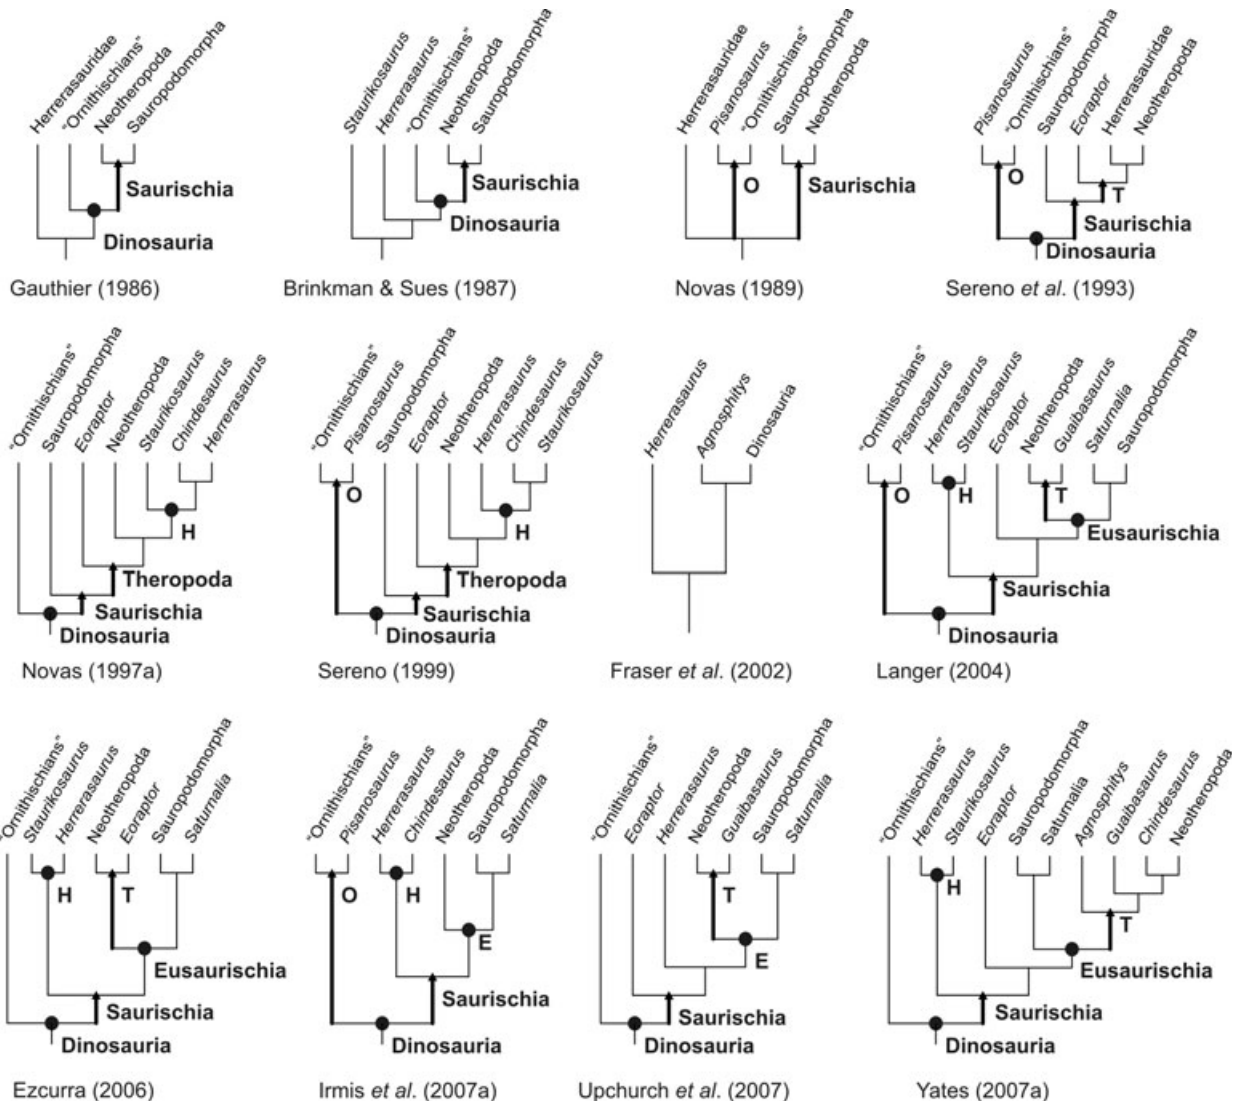 Herrerasauridae
"Ornithischians"
Neotheropoda
Sauropodomorpha
Saurischia
Dinosauria
Gauthier (1986)
Staurikosaurus
Herrerasaurus
"Ornithischians"
Neotheropoda
Sauropodomorpha
Saurischia
Dinosauria
Brinkman & Sues (1987)
Herrerasauridae
Pisanosaurus
"Ornithischians"
Sauropodomorpha
Neotheropoda
O
Saurischia
Novas (1989)
Pisanosaurus
"Ornithischians"
Sauropodomorpha
Eoraptor
Herrerasauridae
Neotheropoda
O
T
Saurischia
Dinosauria
Sereno et al. (1993)
"Ornithischians"
Sauropodomorpha
Eoraptor
Neotheropoda
Staurikosaurus
Chindesaurus
Herrerasaurus
H
Theropoda
Saurischia
Dinosauria
Novas (1997a)
"Ornithischians"
Pisanosaurus
Sauropodomorpha
Eoraptor
Neotheropoda
Herrerasaurus
Chindesaurus
Staurikosaurus
O
H
Theropoda
Saurischia
Dinosauria
Sereno (1999)
Herrerasaurus
Agnosphitys
Dinosauria
Fraser et al. (2002)
"Ornithischians"
Pisanosaurus
Herrerasaurus
Staurikosaurus
Eoraptor
Neotheropoda
Guaibasaurus
Saturnalia
Sauropodomorpha
O
H
T
Eusaurischia
Saurischia
Dinosauria
Langer (2004)
"Ornithischians"
Staurikosaurus
Herrerasaurus
Neotheropoda
Eoraptor
Sauropodomorpha
Saturnalia
H
T
Eusaurischia
Saurischia
Dinosauria
Ezcurra (2006)
"Ornithischians"
Pisanosaurus
Herrerasaurus
Chindesaurus
Neotheropoda
Sauropodomorpha
Saturnalia
O
H
E
Saurischia
Dinosauria
Irmis et al. (2007a)
"Ornithischians"
Eoraptor
Herrerasaurus
Neotheropoda
Guaibasaurus
Sauropodomorpha
Saturnalia
T
E
Saurischia
Dinosauria
Upchurch et al. (2007)
"Ornithischians"
Herrerasaurus
Staurikosaurus
Eoraptor
Sauropodomorpha
Saturnalia
Agnosphitys
Guaibasaurus
Chindesaurus
Neotheropoda
H
T
Eusaurischia
Saurischia
Dinosauria
Yates (2007a)